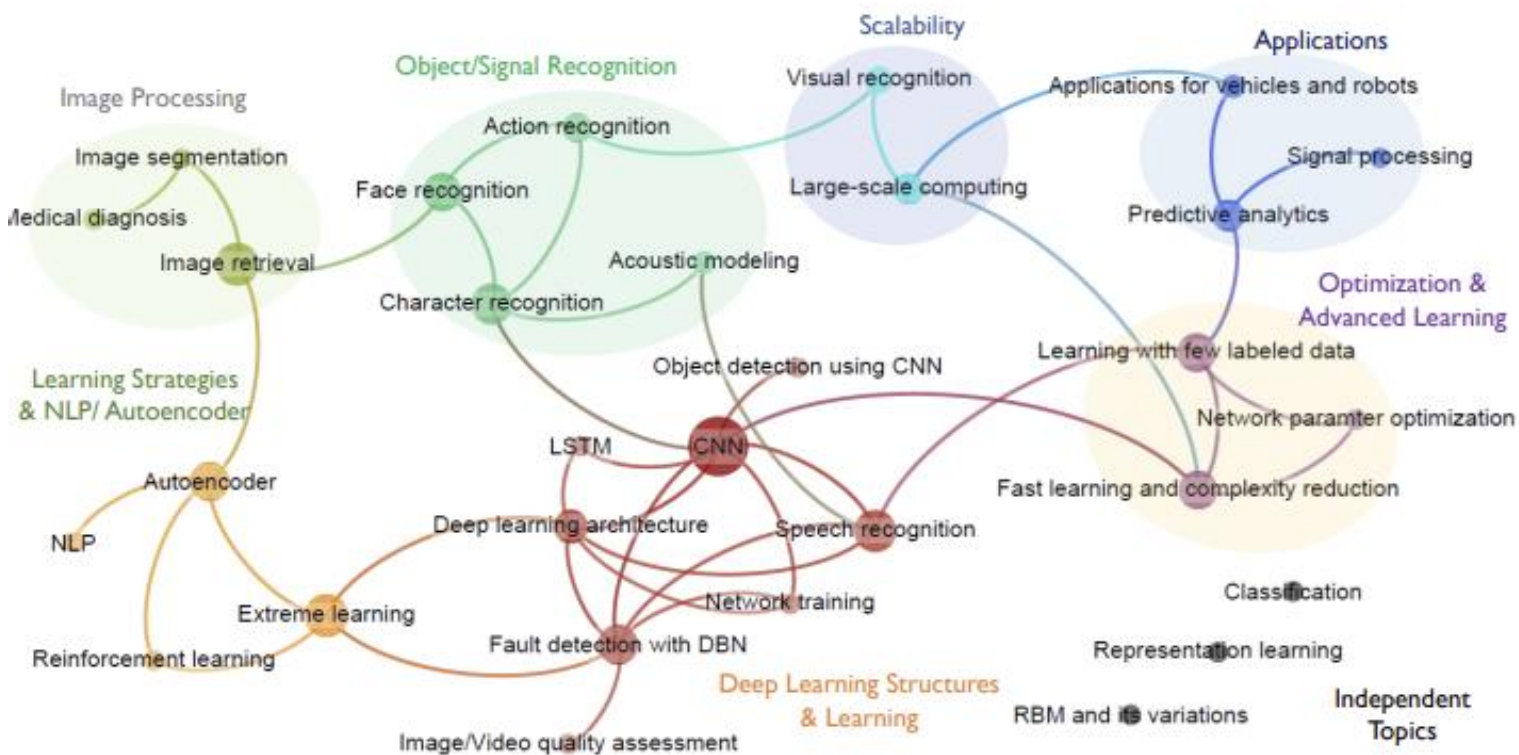 Scalability
Applications
Object/Signal Recognition
Image Processing
Visual recognition
Applications for vehicles and robots
Action recognition
Image segmentation
Signal processing
Face recognition
Large-scale computing
Medical diagnosis
Predictive analytics
Image retrieval
Acoustic modeling
Character recognition
Optimization &
Advanced Learning
Learning with few labeled data
Object detection using CNN
Learning Strategies
& NLP/ Autoencoder
Network paramter optimization
LSTM
CNN
Autoencoder
Fast learning and complexity reduction
Deep learning architecture
Speech recognition
NLP
Classification
Network training
Extreme learning
Fault detection with DBN
Reinforcement learning
Representation learning
Deep Learning Structures
& Learning
RBM and its variations
Independent
Topics
Image/Video quality assessment